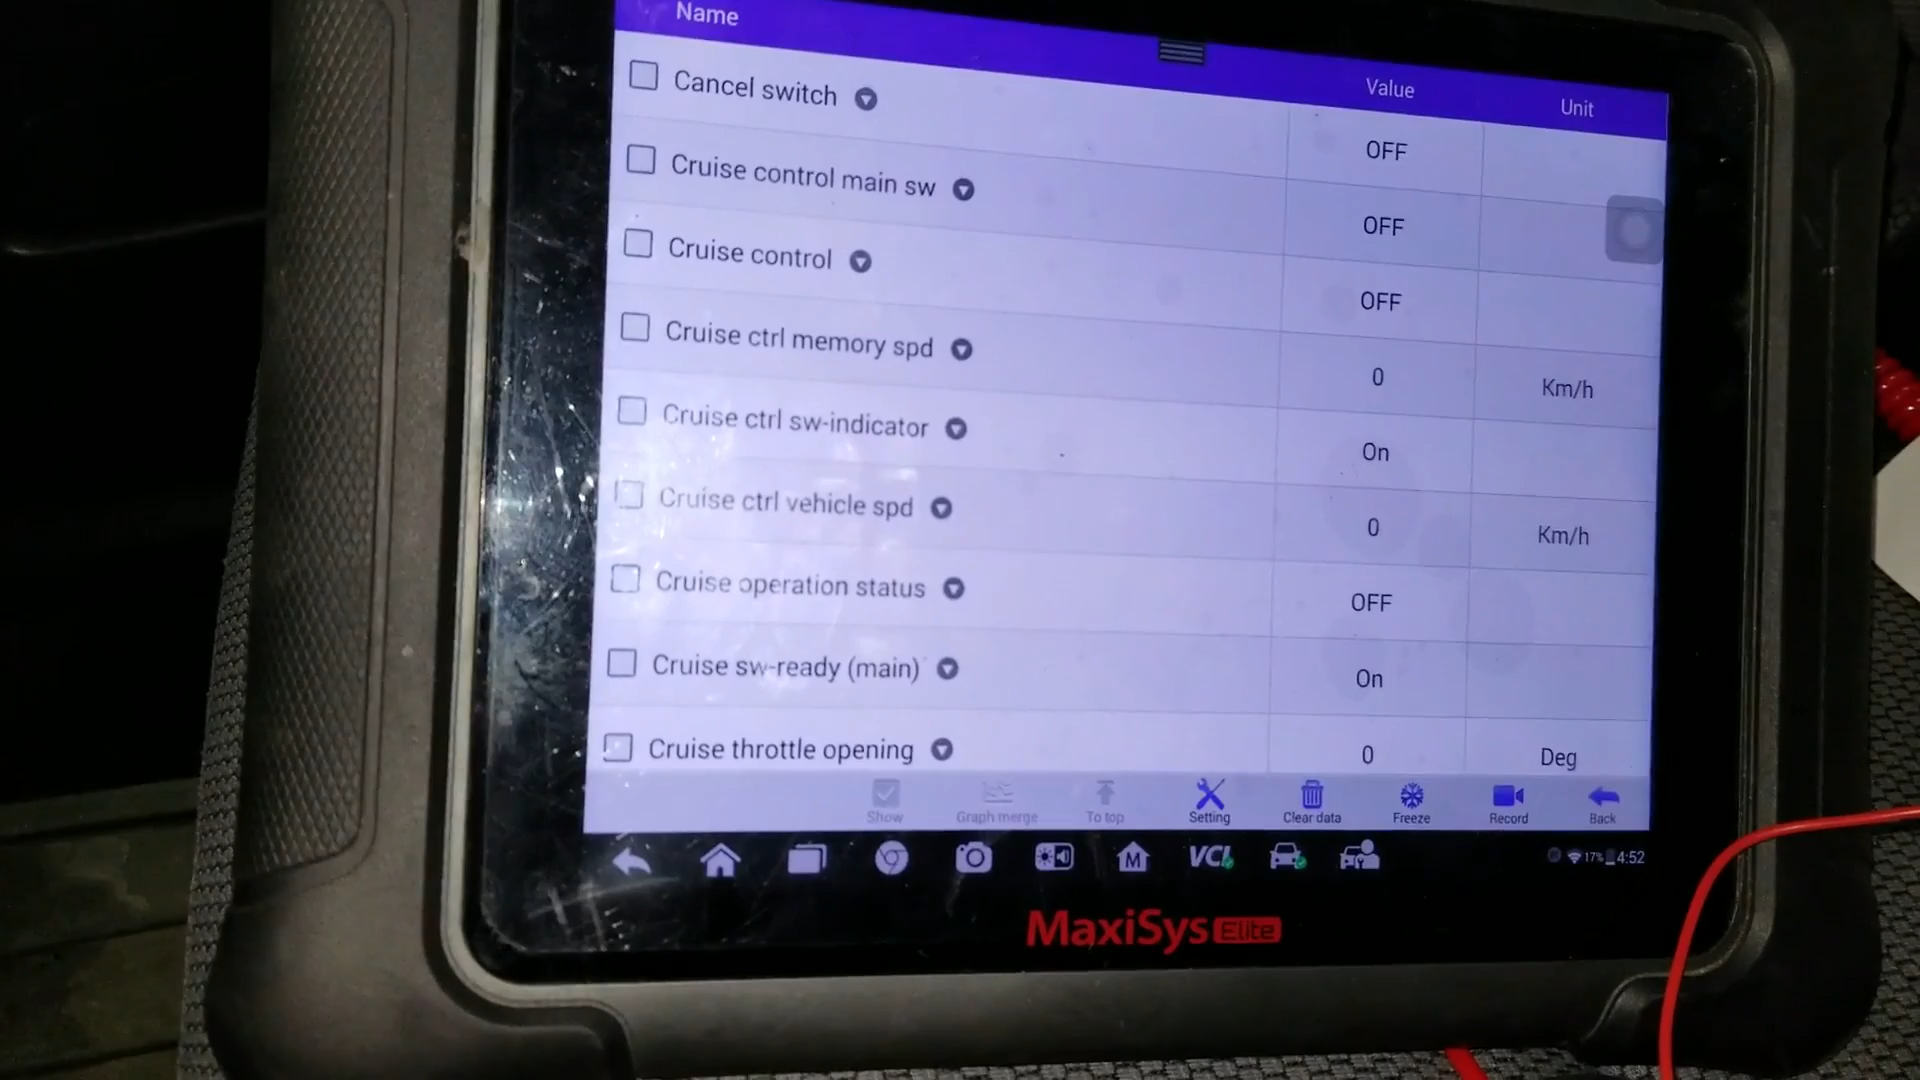 Name Value Unit
Cancel switch OFF
Cruise control main sw OFF
Cruise control OFF
Cruise ctrl memory spd 0 Km/h
Cruise ctrl sw-indicator On
Cruise ctrl vehicle spd 0 Km/h
Cruise operation status OFF
Cruise sw-ready (main) On
Cruise throttle opening 0 Deg
Show Graph merge To top Setting Clear data Freeze Record Back
M VCI 17% 4:52
MaxiSys Elite